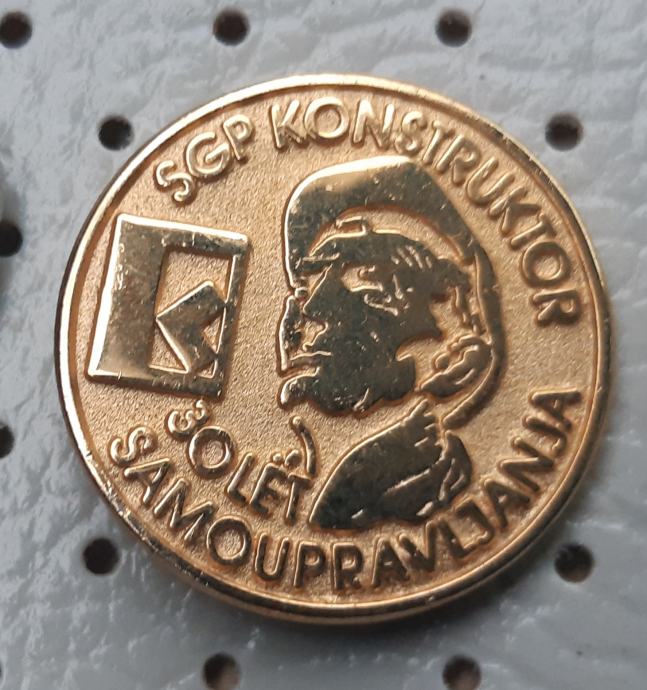 SGP KONSTRUKTOR
30 LET
SAMOUPRAVLJANJA